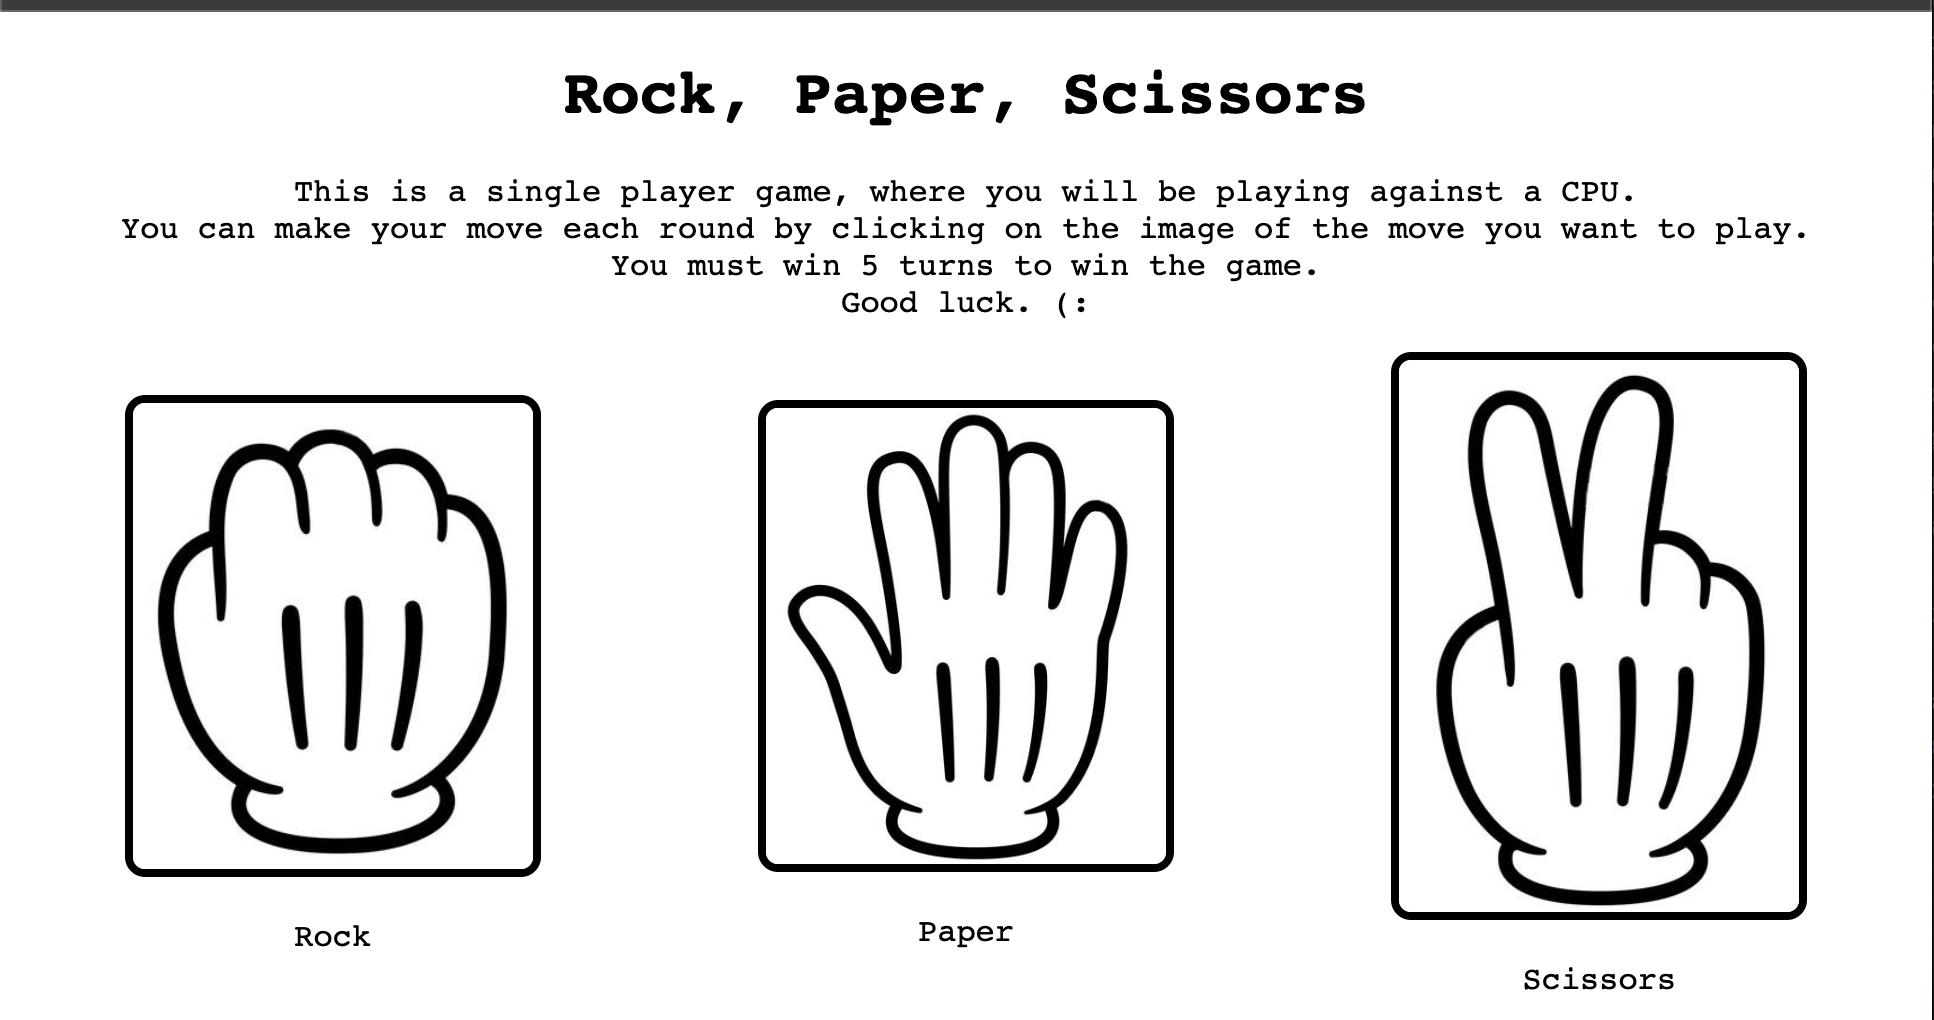 Rock, Paper, Scissors
This is a single player game, where you will be playing against a CPU.
You can make your move each round by clicking on the image of the move you want to play.
You must win 5 turns to win the game.
Good luck. (:
Rock
Paper
Scissors